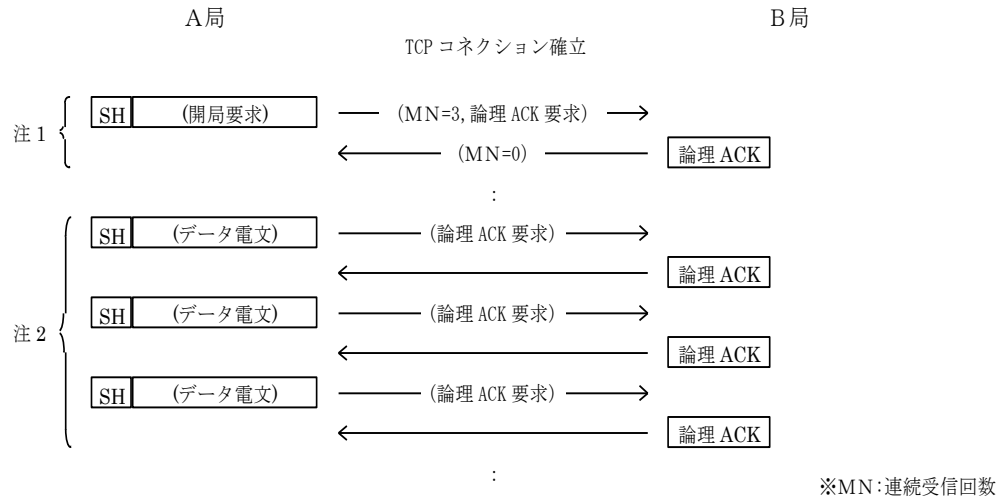 A局 B局
TCP コネクション確立
注1 SH (開局要求) (MN=3,論理 ACK 要求)
(MN=0) 論理 ACK
:
SH (データ電文) (論理 ACK 要求)
論理 ACK
注2 SH (データ電文) (論理 ACK 要求)
論理 ACK
SH (データ電文) (論理 ACK 要求)
論理 ACK
:
※MN:連続受信回数